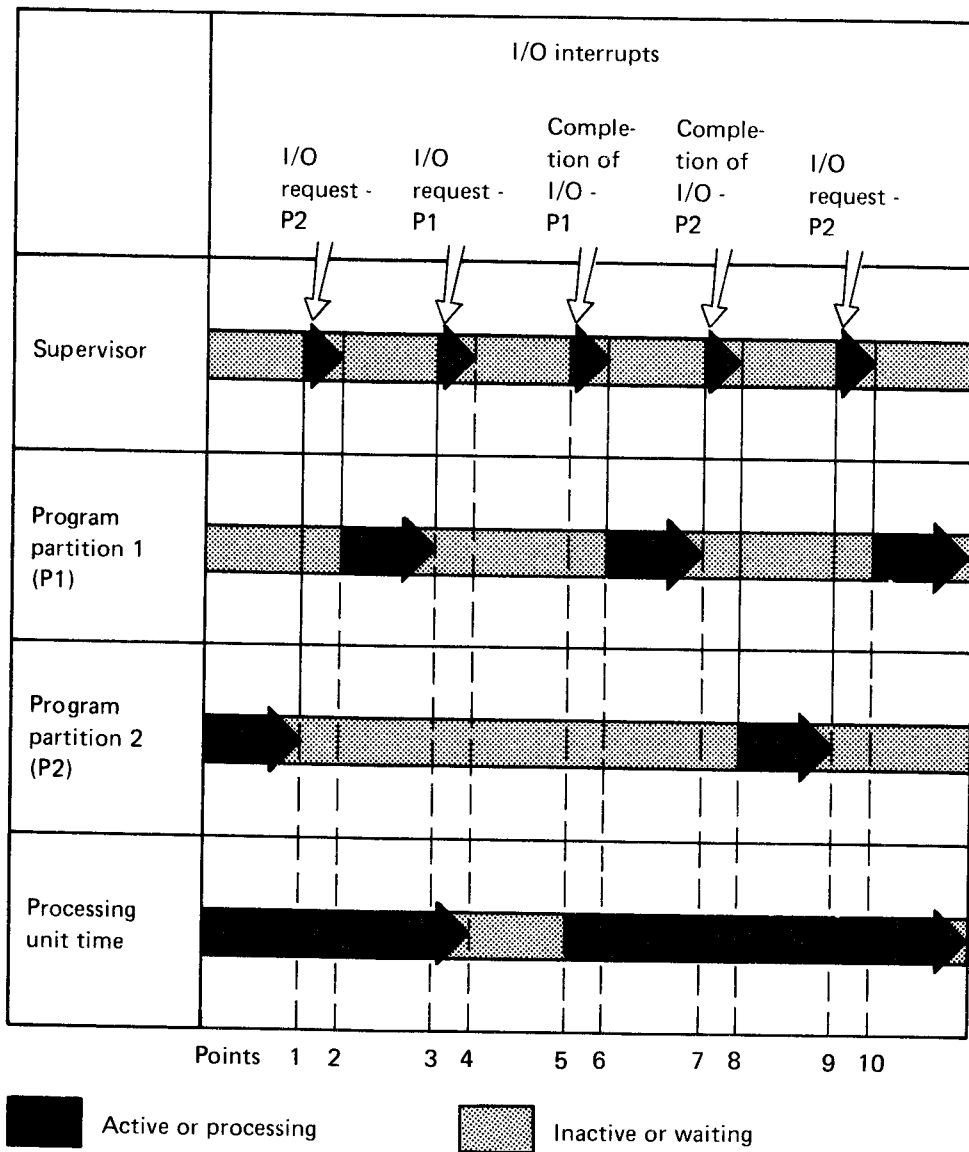 I/O interrupts
I/O
request -
P2
I/O
request -
P1
Comple-
tion of
I/O -
P1
Comple-
tion of
I/O -
P2
I/O
request -
P2
Supervisor
Program
partition 1
(P1)
Program
partition 2
(P2)
Processing
unit time
Points 1 2 3 4 5 6 7 8 9 10
Active or processing
Inactive or waiting